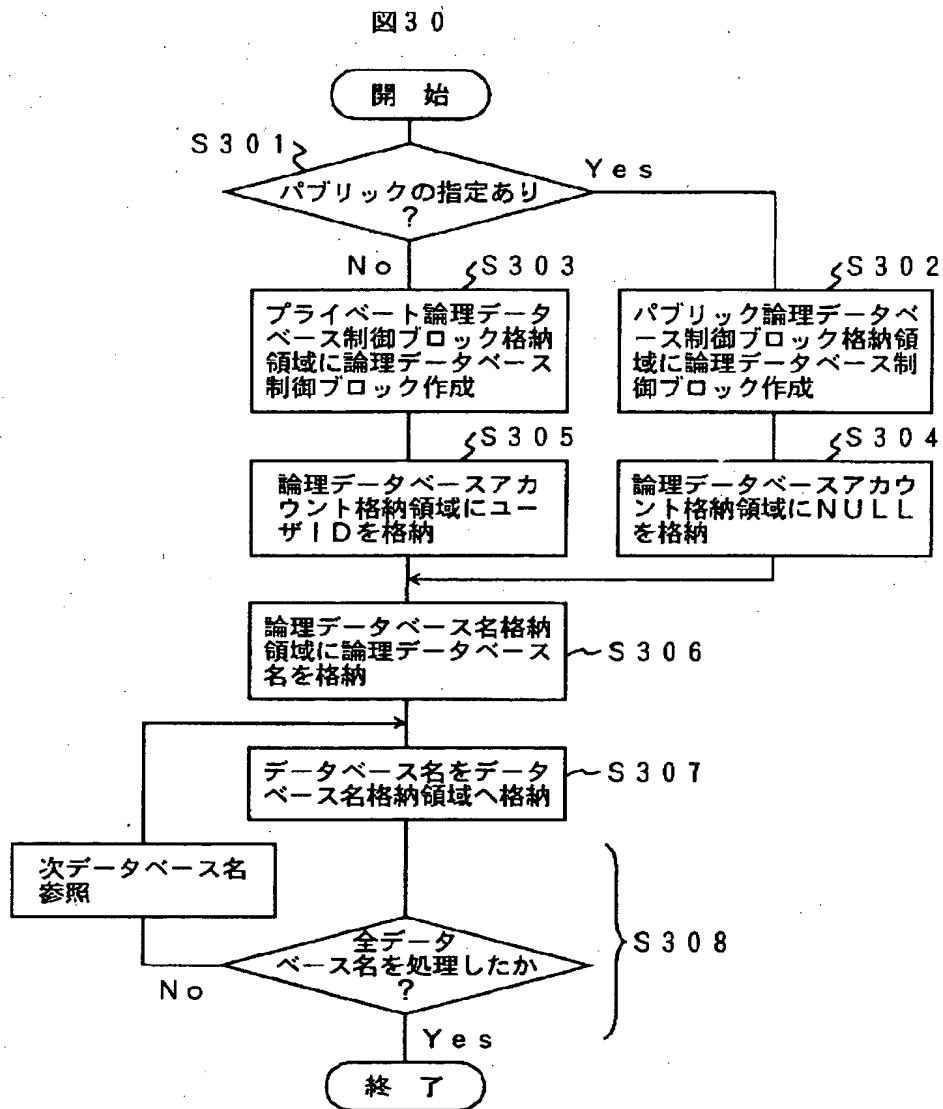 図30
開 始
S301
パブリックの指定あり
?
Yes
No
S303
プライベート論理データ
ベース制御ブロック格納
領域に論理データベース
制御ブロック作成
S302
パブリック論理データベ
ース制御ブロック格納領
域に論理データベース制
御ブロック作成
S305
論理データベースアカ
ウント格納領域にユー
ザIDを格納
S304
論理データベースアカウ
ント格納領域にNULL
を格納
論理データベース名格納
領域に論理データベース
名を格納
S306
データベース名をデータ
ベース名格納領域へ格納
S307
次データベース名
参照
全データ
ベース名を処理したか
?
S308
No
Yes
終 了